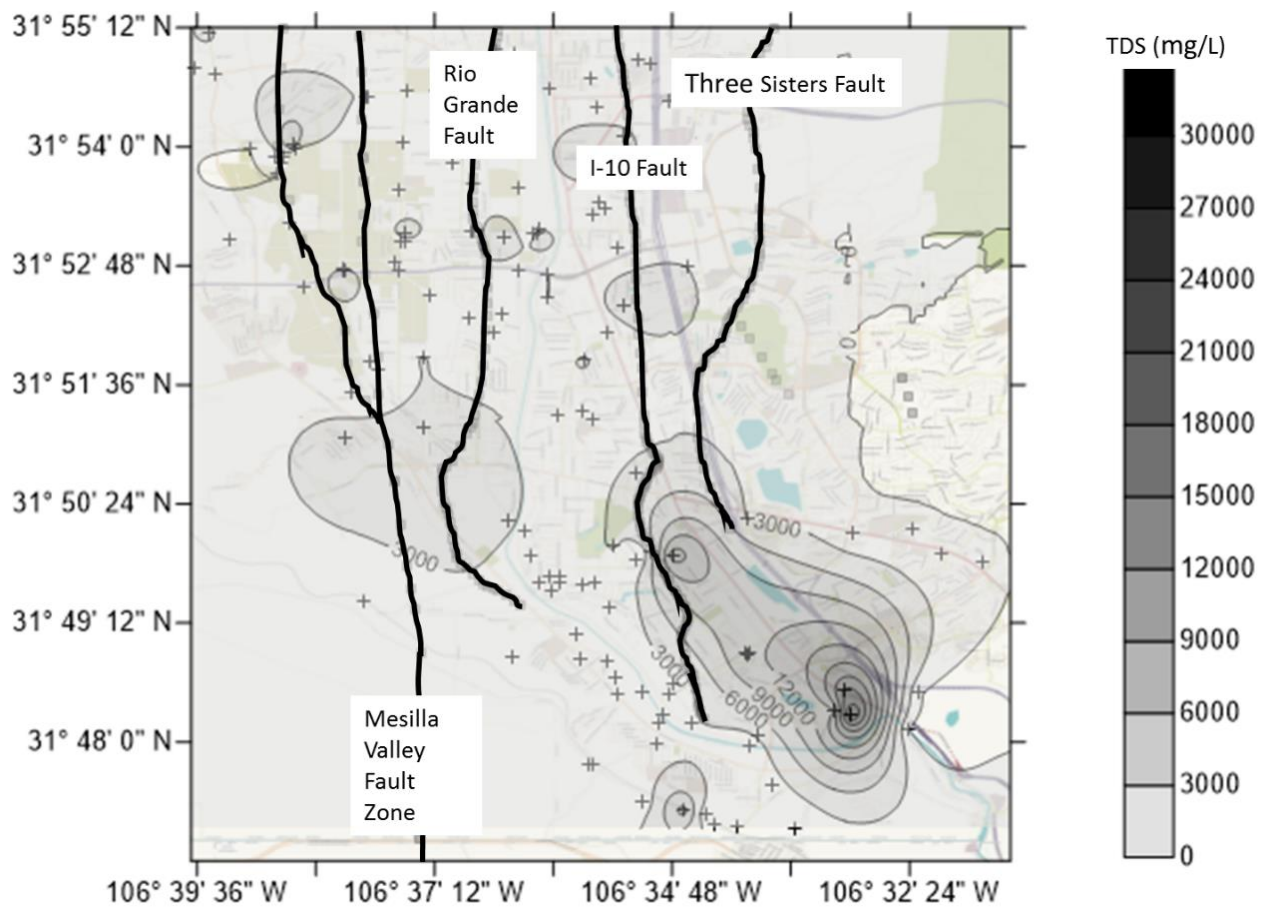 31° 55' 12" N
TDS (mg/L)
Rio
Grande
Fault
Three Sisters Fault
30000
31° 54' 0" N
I-10 Fault
27000
31° 52' 48" N
24000
0
21000
31° 51' 36" N
18000
15000
31° 50' 24" N
3000
3000
12000
31° 49' 12" N
9000
3000
12000
9000
6000
6000
Mesilla
Valley
Fault
Zone
31° 48' 0" N
3000
0
106° 39' 36" W
106° 37' 12" W
106° 34' 48" W
106° 32' 24" W